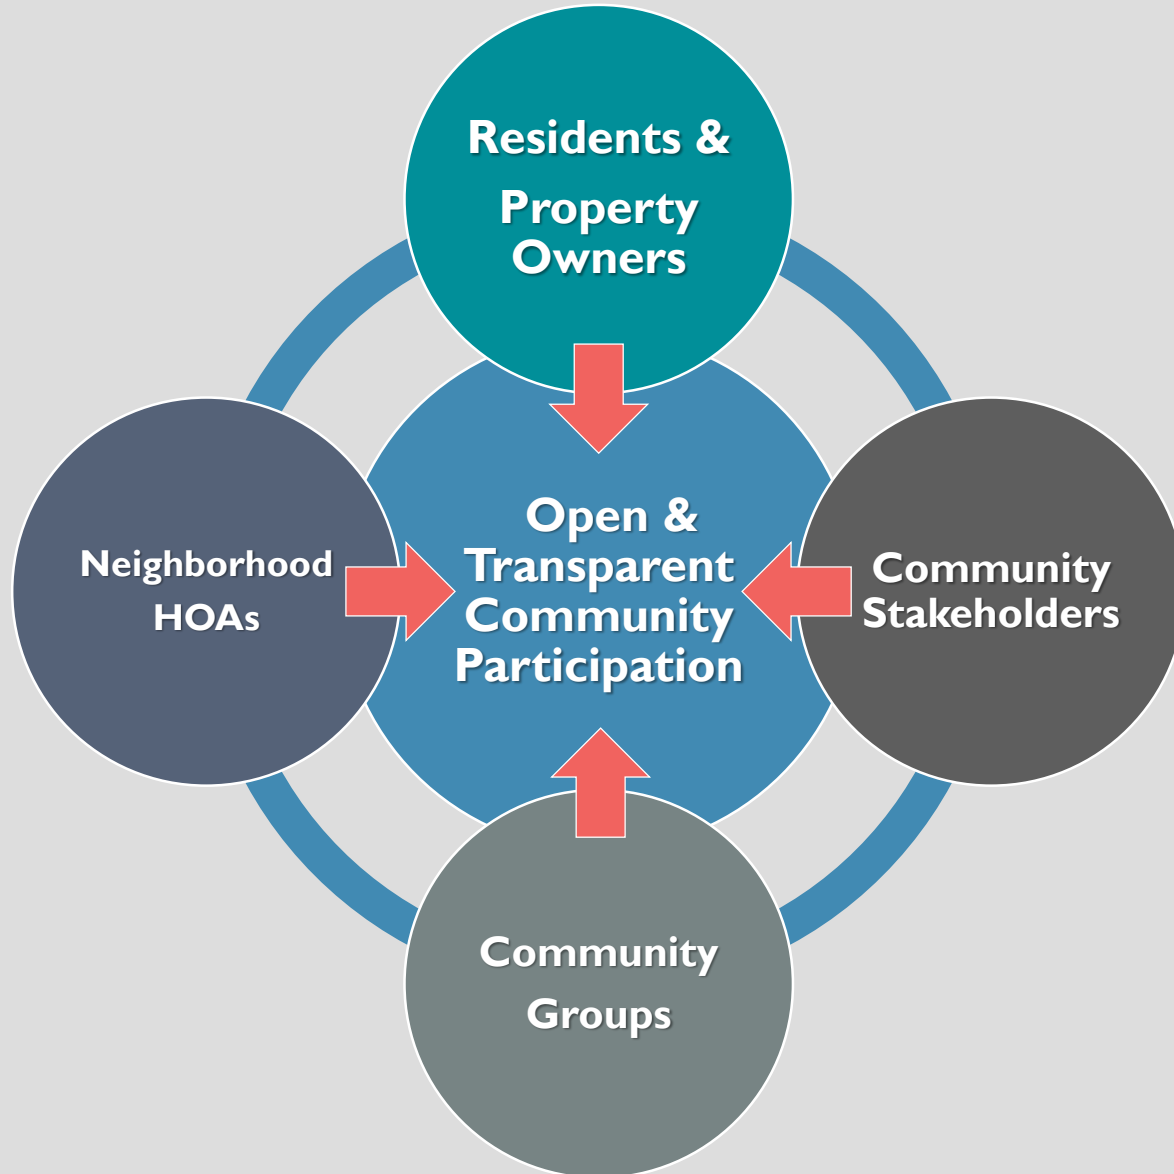 Residents &
Property
Owners
Neighborhood
HOAs
Open &
Transparent
Community
Participation
Community
Stakeholders
Community
Groups